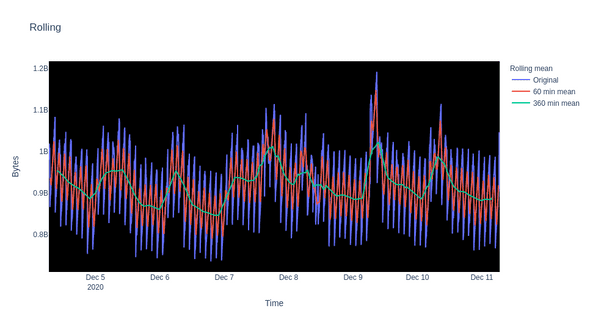 Rolling
Rolling mean
Original
60 min mean
360 min mean
1.2B
1.1B
1B
0.9B
0.8B
Bytes
Dec 5
2020
Dec 6
Dec 7
Dec 8
Dec 9
Dec 10
Dec 11
Time